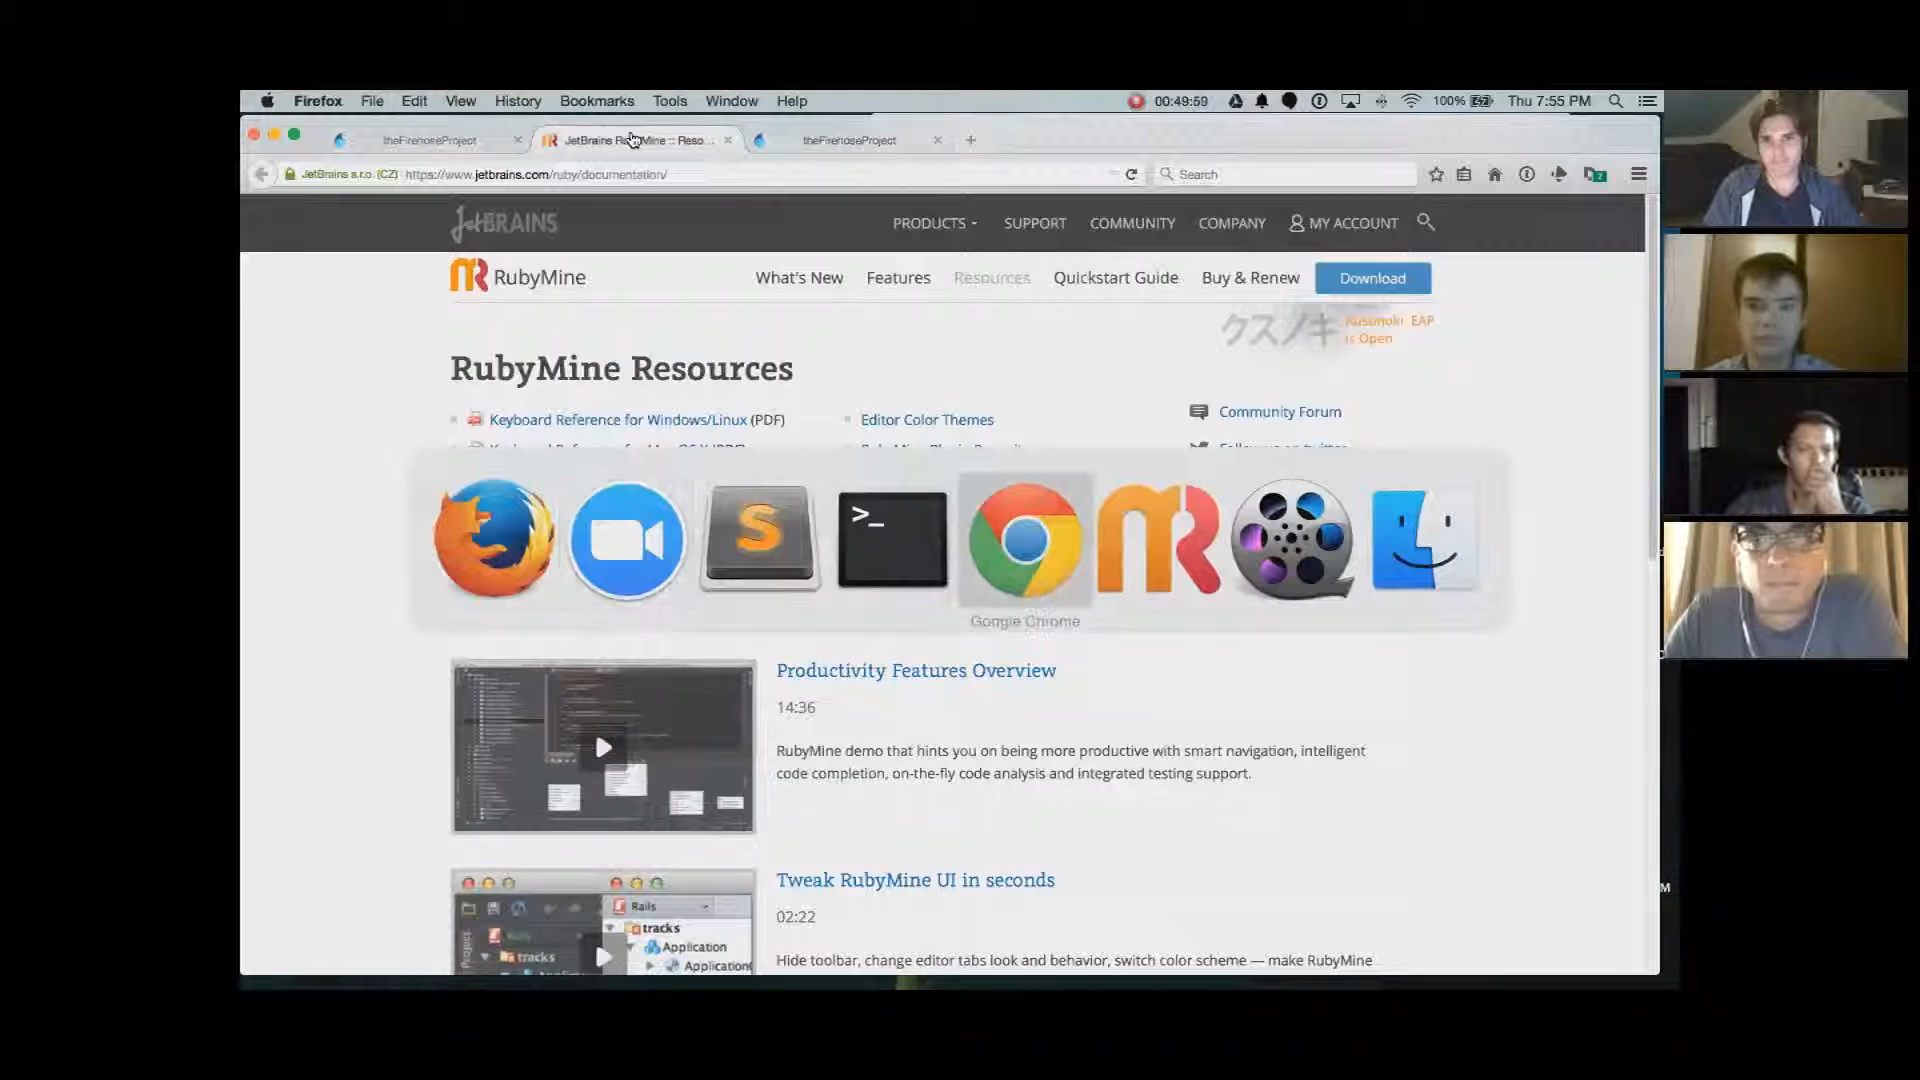 Firefox File Edit View History Bookmarks Tools Window Help 00:49:59 100% Thu 7:55 PM
theFirehoseProject JetBrains RubyMine :: Reso... theFirehoseProject
JetBrains s.r.o. (CZ) https://www.jetbrains.com/ruby/documentation/ Search
JetBRAINS PRODUCTS SUPPORT COMMUNITY COMPANY MY ACCOUNT
RubyMine What's New Features Resources Quickstart Guide Buy & Renew Download
クスノキ Kusunoki EAP
is Open
RubyMine Resources
Keyboard Reference for Windows/Linux (PDF) Editor Color Themes Community Forum
S >_
Google Chrome
Productivity Features Overview
14:36
RubyMine demo that hints you on being more productive with smart navigation, intelligent
code completion, on-the-fly code analysis and integrated testing support.
Tweak RubyMine UI in seconds
02:22
Rails
tracks
Application
tracks
Hide toolbar, change editor tabs look and behavior, switch color scheme — make RubyMine